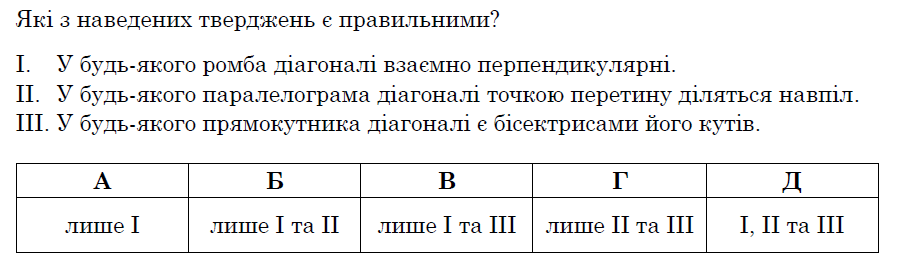 Які з наведених тверджень є правильними?
I. У будь-якого ромба діагоналі взаємно перпендикулярні.
II. У будь-якого паралелограма діагоналі точкою перетину діляться навпіл.
III. У будь-якого прямокутника діагоналі є бісектрисами його кутів.
А Б В Г Д
лише I лише I та II лише I та III лише II та III I, II та III